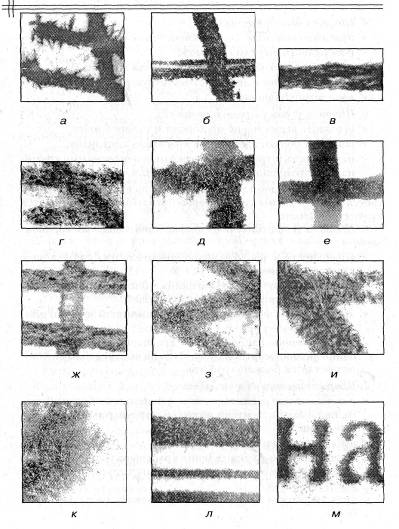 а б в
г д е
ж з и
На
к л м